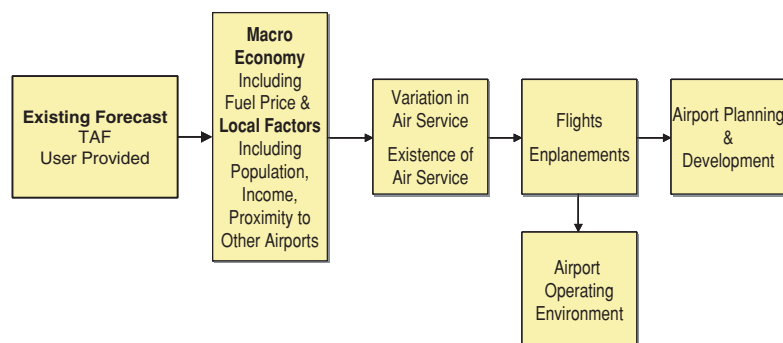 Existing Forecast
TAF
User Provided
Macro
Economy
Including
Fuel Price &
Local Factors
Including
Population,
Income,
Proximity to
Other Airports
Variation in
Air Service
Existence of
Air Service
Flights
Enplanements
Airport Planning
&
Development
Airport
Operating
Environment